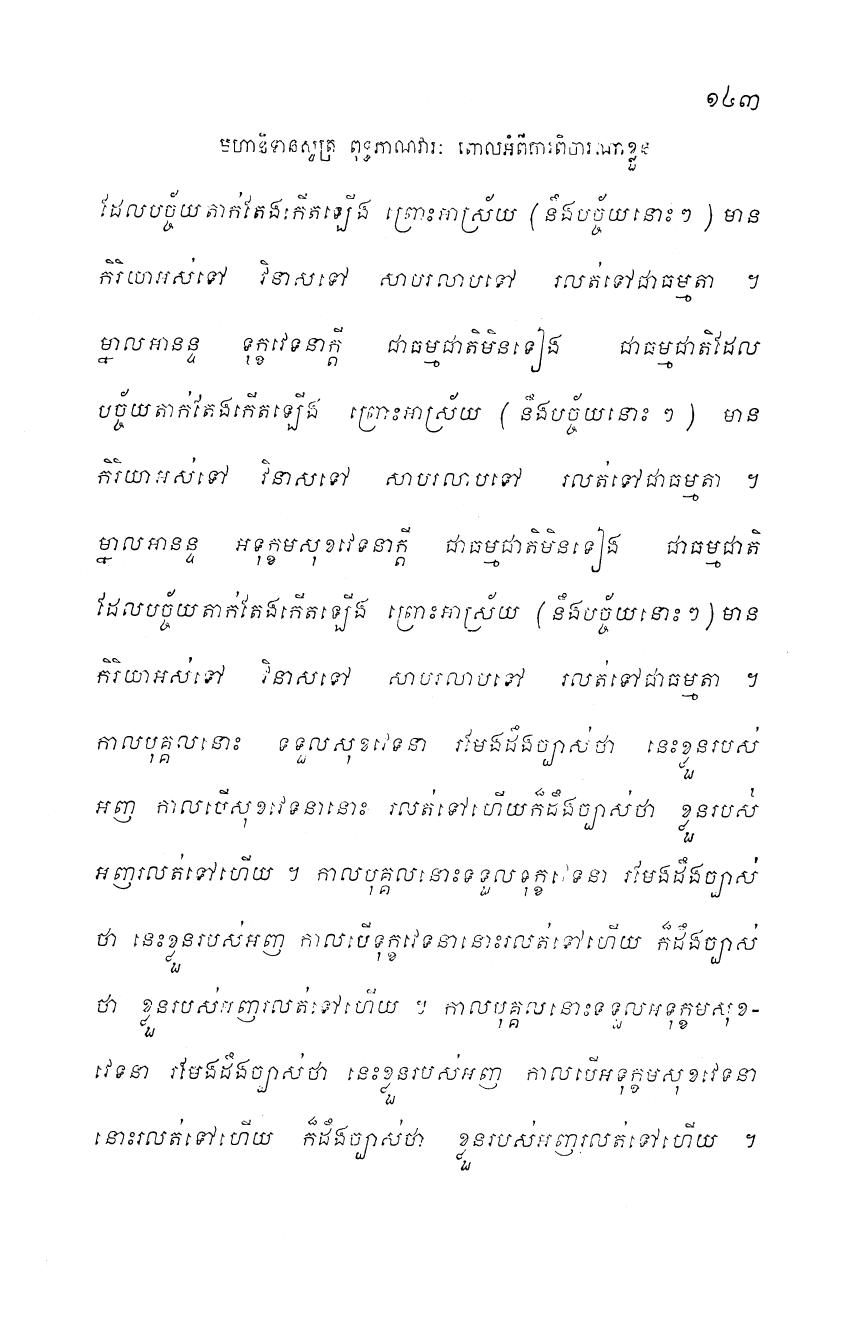 ១៤៣
មហានិទានសូត្រ ពុទ្ធភាណវារៈ ពោលអំពីការពិចារណាខ្លួន
ដែលបច្ច័យតាក់តែងកើតឡើង ព្រោះអាស្រ័យ (នឹងបច្ច័យនោះៗ) មាន
កិរិយាអស់ទៅ វិនាសទៅ សាបរលាបទៅ រលត់ទៅជាធម្មតា ។
ម្នាលអានន្ទ ទុក្ខវេទនាក្តី ជាធម្មជាតិមិនទៀង ជាធម្មជាតិដែល
បច្ច័យតាក់តែងកើតឡើង ព្រោះអាស្រ័យ (នឹងបច្ច័យនោះ ៗ) មាន
កិរិយាអស់ទៅ វិនាសទៅ សាបរលាបទៅ រលត់ទៅជាធម្មតា ។
ម្នាលអានន្ទ អទុក្ខមសុខវេទនាក្តី ជាធម្មជាតិមិនទៀង ជាធម្មជាតិ
ដែលបច្ច័យតាក់តែងកើតឡើង ព្រោះអាស្រ័យ (នឹងបច្ច័យនោះៗ) មាន
កិរិយាអស់ទៅ វិនាសទៅ សាបរលាបទៅ រលត់ទៅជាធម្មតា ។
កាលបុគ្គលនោះ ទទួលសុខវេទនា រមែងដឹងច្បាស់ថា នេះខ្លួនរបស់
អញ កាលបើសុខវេទនានោះ រលត់ទៅហើយក៏ដឹងច្បាស់ថា ខ្លួនរបស់
អញរលត់ទៅហើយ ។ កាលបុគ្គលនោះទទួលទុក្ខវេទនា រមែងដឹងច្បាស់
ថា នេះខ្លួនរបស់អញ កាលបើទុក្ខវេទនានោះរលត់ទៅហើយ ក៏ដឹងច្បាស់
ថា ខ្លួនរបស់អញរលត់ទៅហើយ ។ កាលបុគ្គលនោះទទួលអទុក្ខមសុខ-
វេទនា រមែងដឹងច្បាស់ថា នេះខ្លួនរបស់អញ កាលបើអទុក្ខមសុខវេទនា
នោះរលត់ទៅហើយ ក៏ដឹងច្បាស់ថា ខ្លួនរបស់អញរលត់ទៅហើយ ។